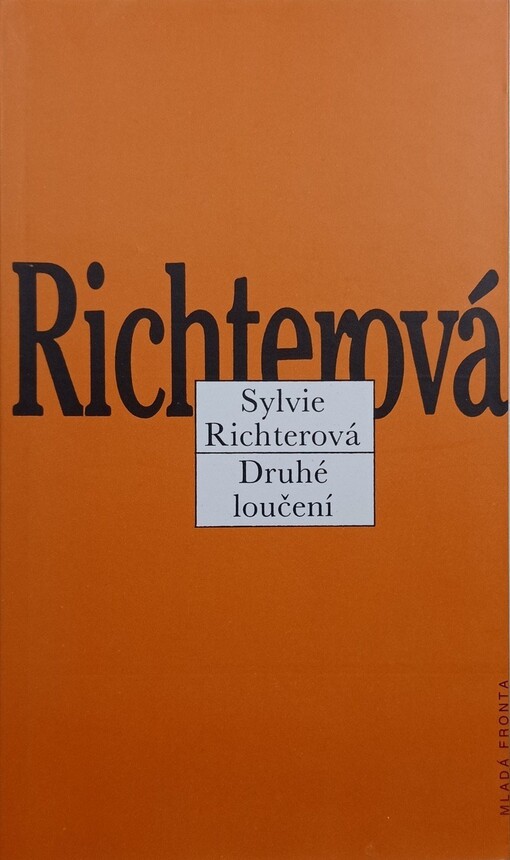 Richterová
Sylvie
Richterová
Druhé
loučení
MLADÁ FRONTA